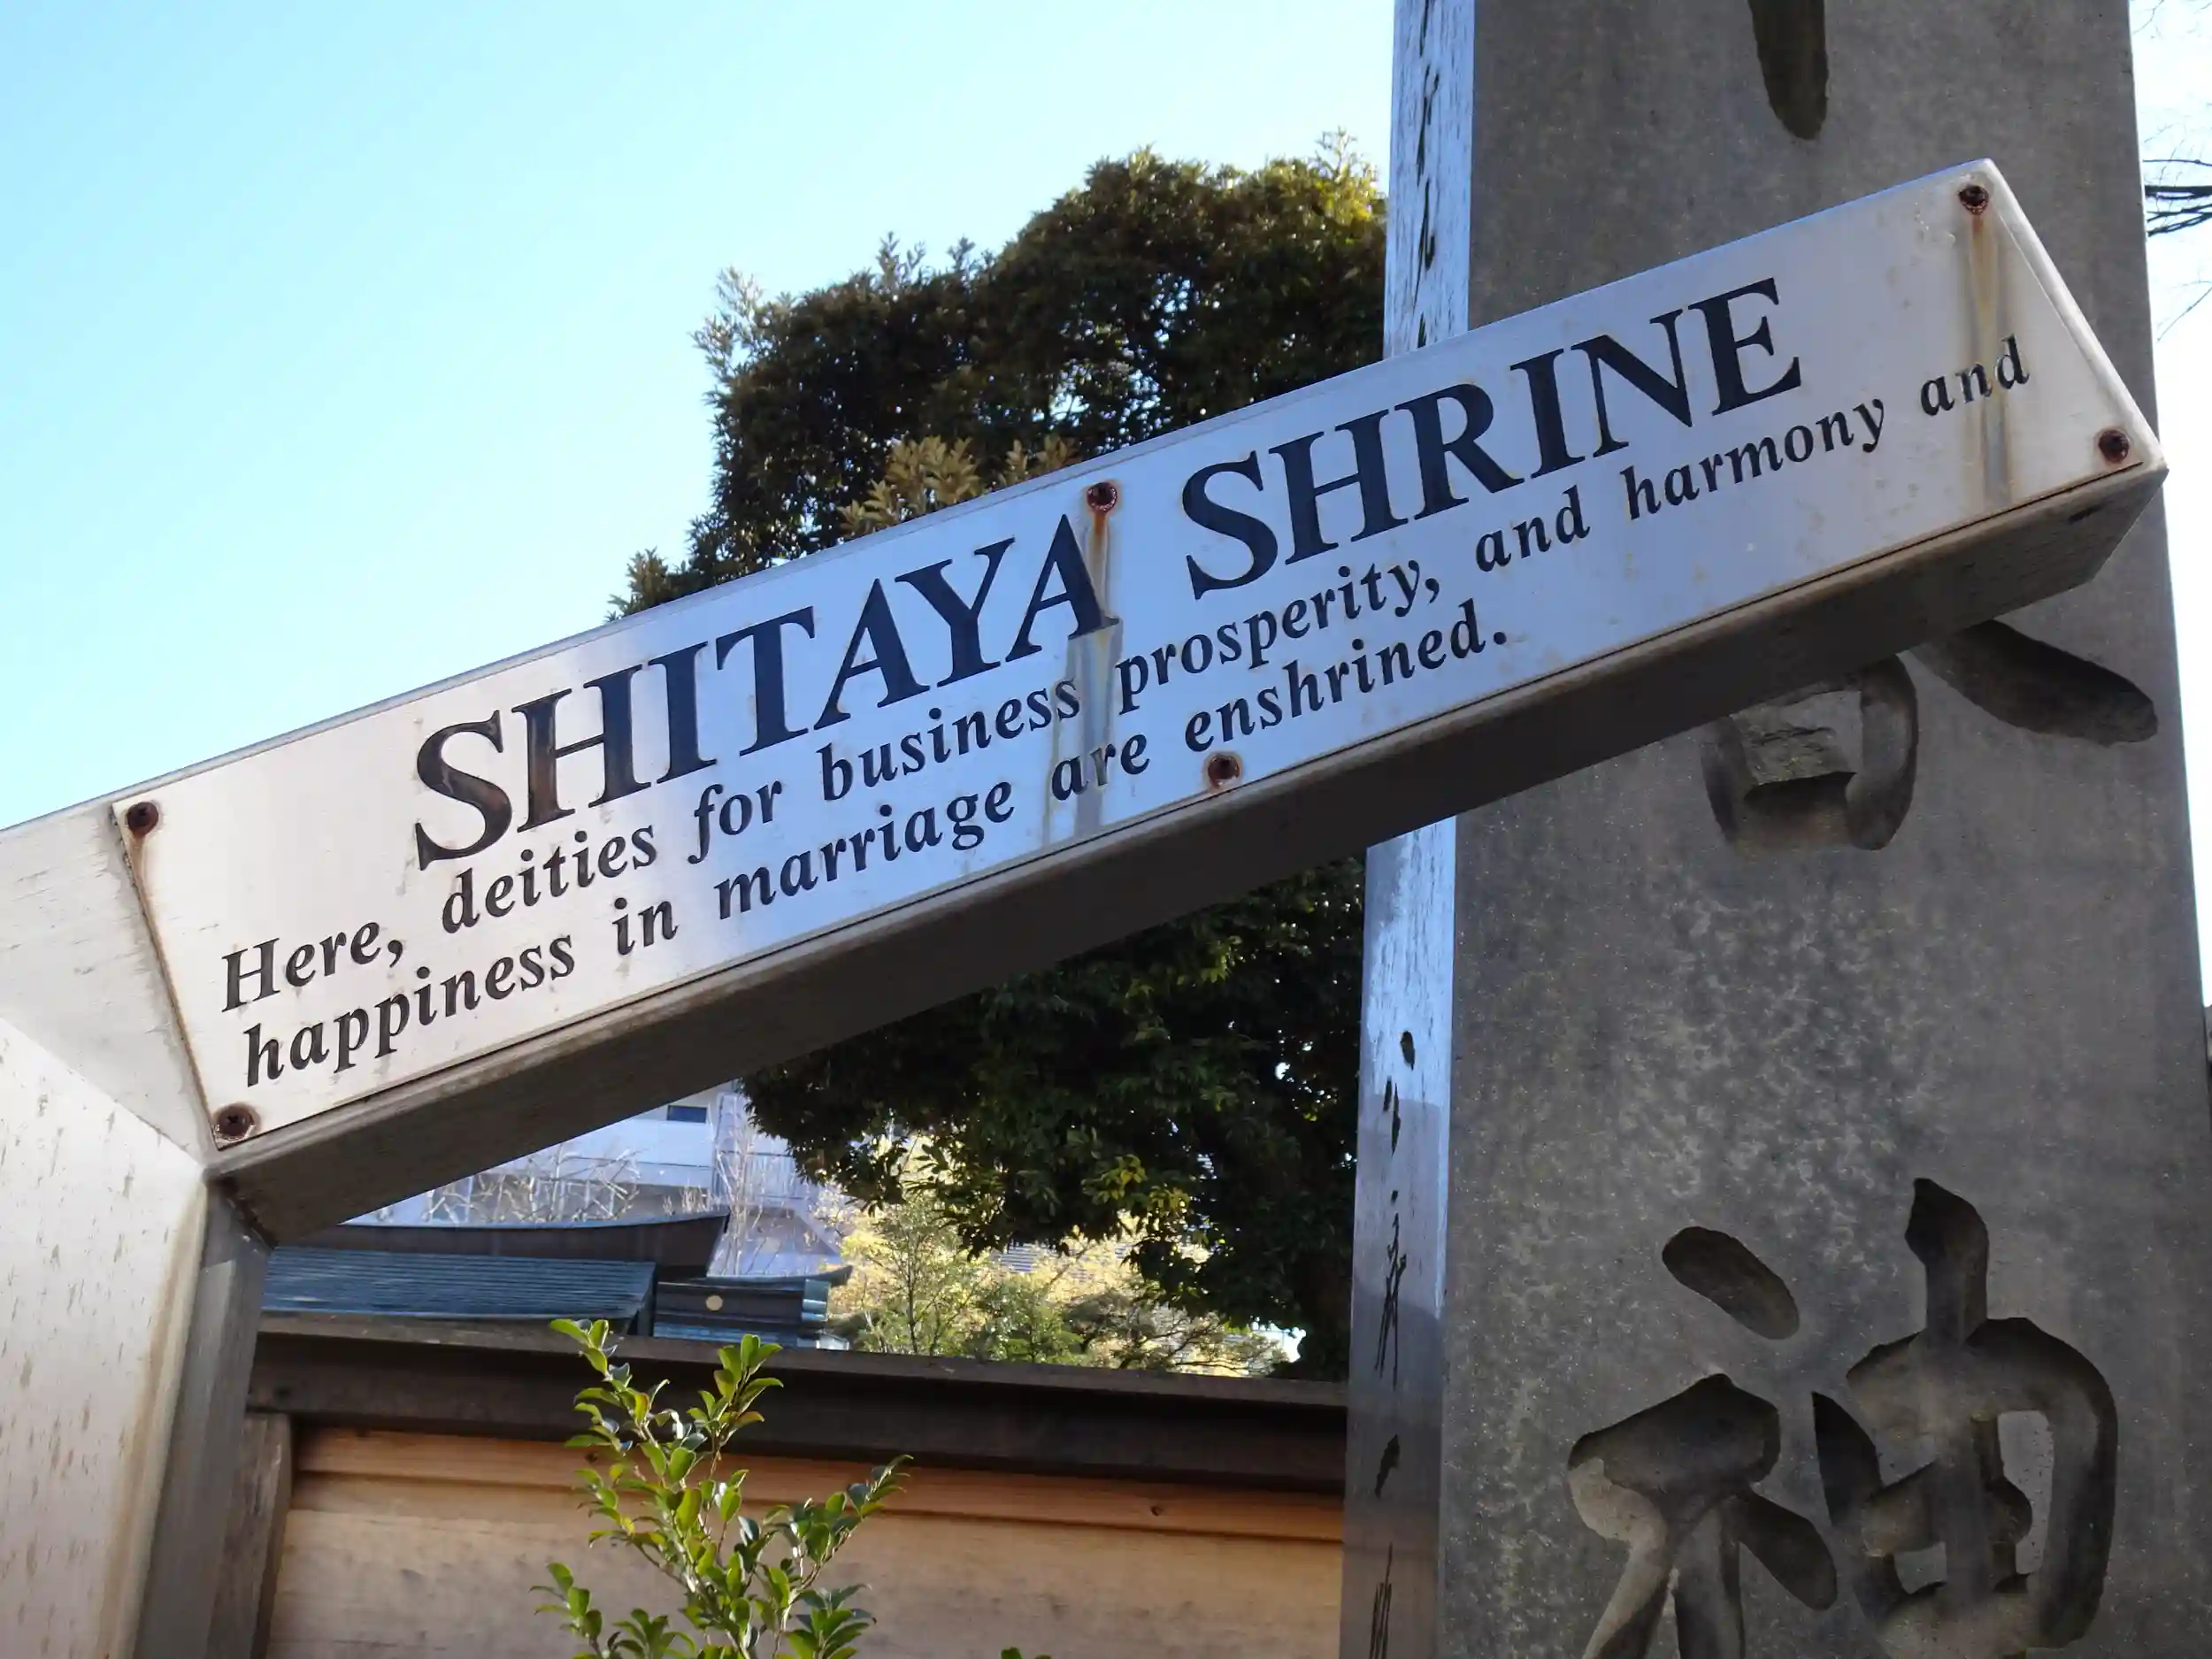 SHITAYA SHRINE
Here, deities for business prosperity, and harmony and
happiness in marriage are enshrined.
神